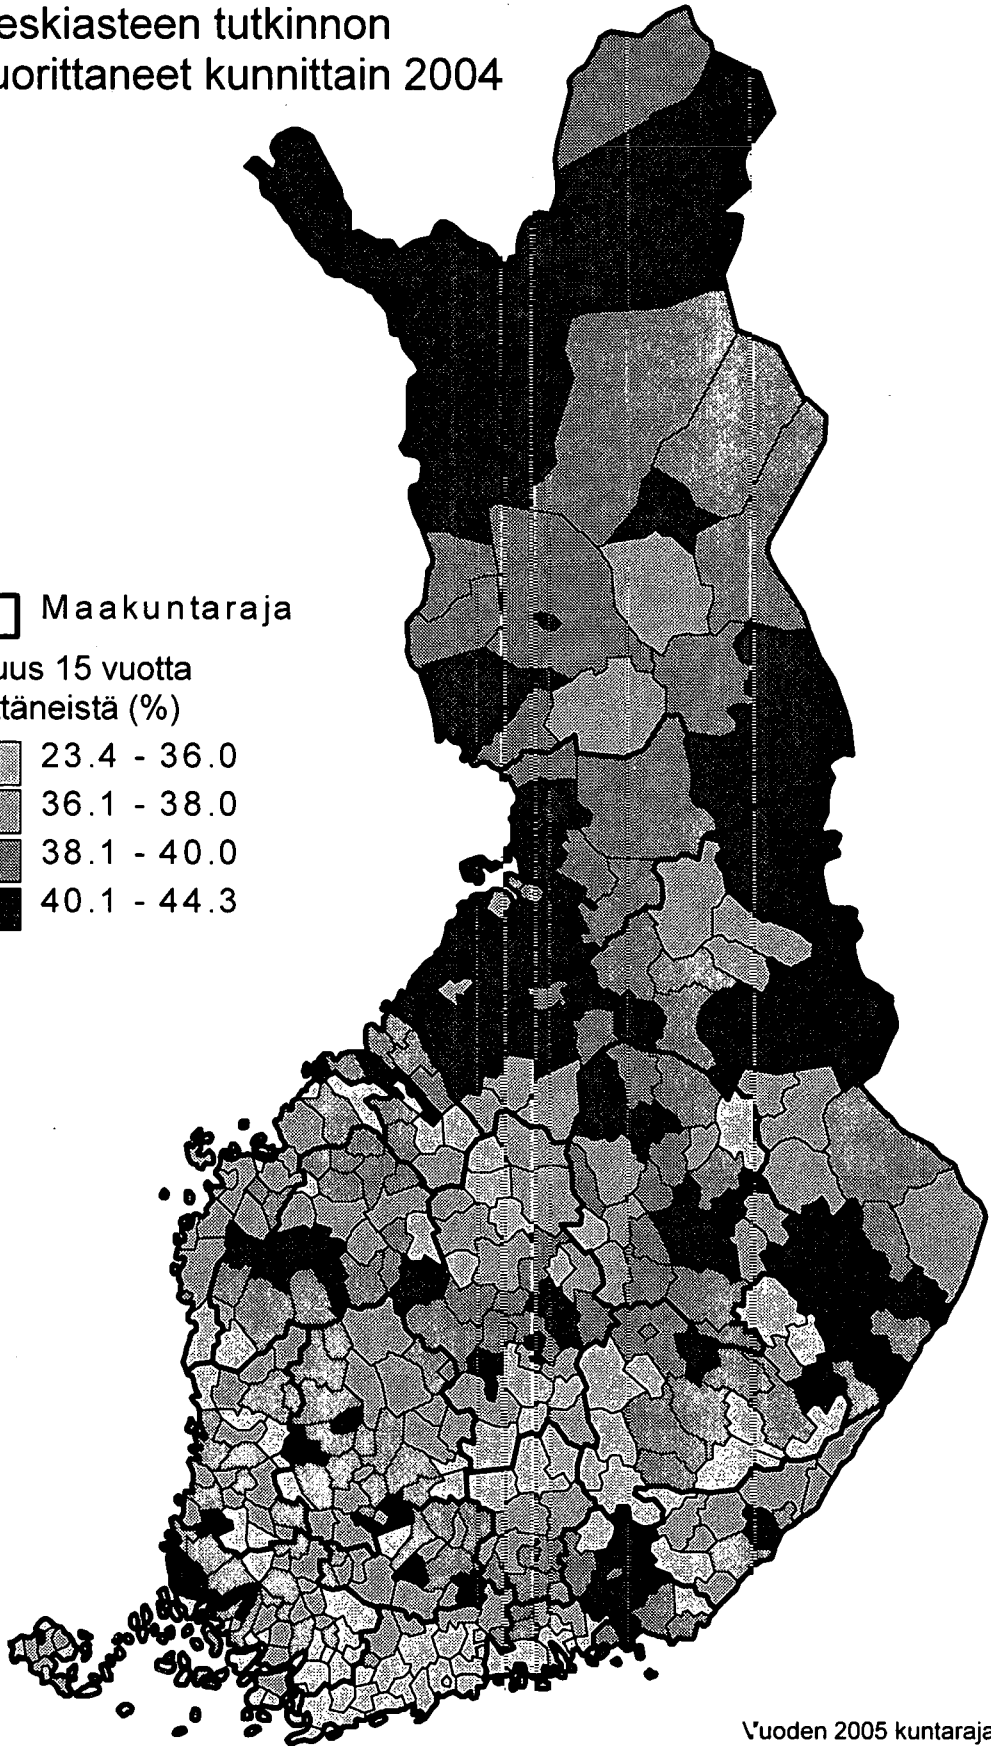 eskiasteen tutkinnon
uorittaneet kunnittain 2004
Maakuntaraja
uus 15 vuotta
ttäneistä (%)
23.4 - 36.0
36.1 - 38.0
38.1 - 40.0
40.1 - 44.3
Vuoden 2005 kuntaraja